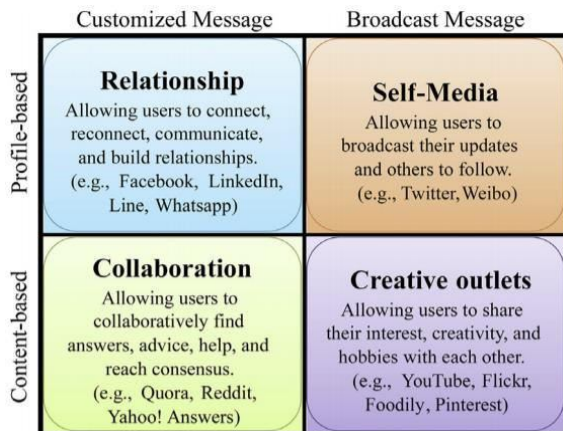 Customized Message
Broadcast Message
Profile-based
Relationship
Allowing users to connect,
reconnect, communicate,
and build relationships.
(e.g., Facebook, LinkedIn,
Line, Whatsapp)
Self-Media
Allowing users to
broadcast their updates
and others to follow.
(e.g., Twitter, Weibo)
Content-based
Collaboration
Allowing users to
collaboratively find
answers, advice, help, and
reach consensus.
(e.g., Quora, Reddit,
Yahoo! Answers)
Creative outlets
Allowing users to share
their interest, creativity, and
hobbies with each other.
(e.g., YouTube, Flickr,
Foodily, Pinterest)